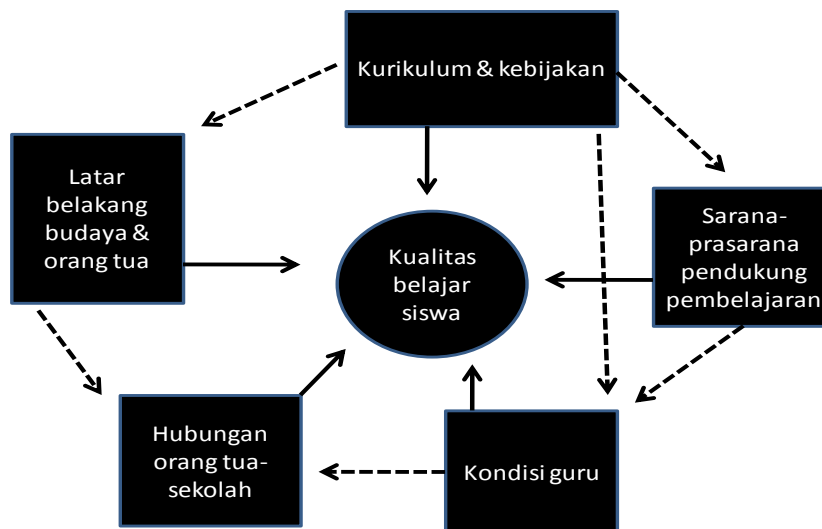 Kurikulum & kebijakan
Latar
belakang
budaya &
orang tua
Kualitas
belajar
siswa
Sarana-
prasarana
pendukung
pembelajaran
Hubungan
orang tua-
sekolah
Kondisi guru